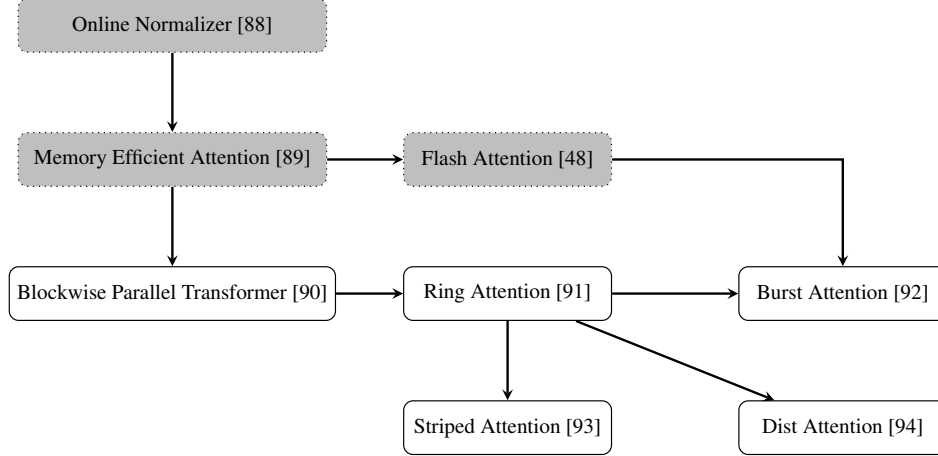 Online Normalizer [88]
Memory Efficient Attention [89]
Flash Attention [48]
Blockwise Parallel Transformer [90]
Ring Attention [91]
Burst Attention [92]
Striped Attention [93]
Dist Attention [94]